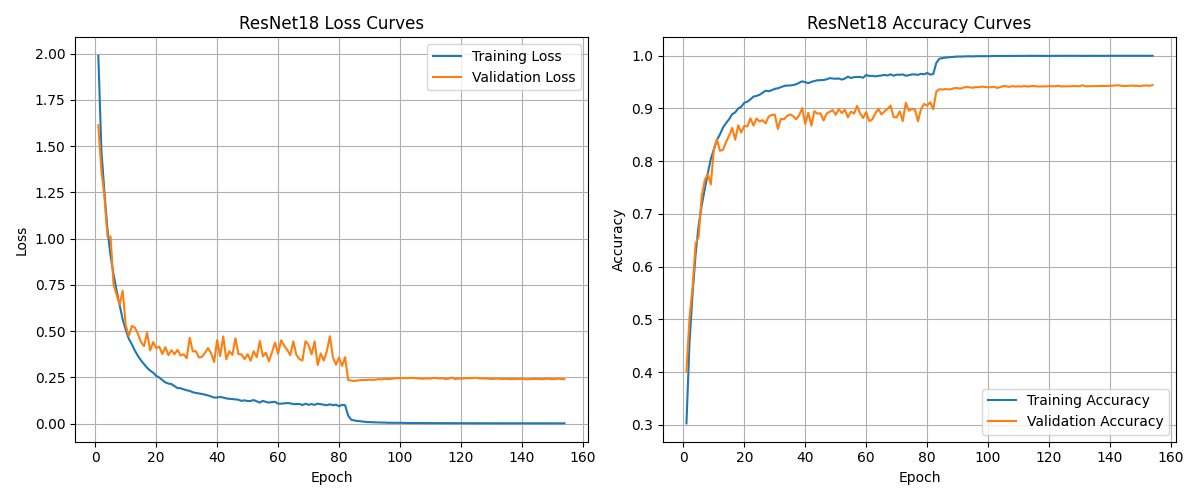 ResNet18 Loss Curves
Training Loss
Validation Loss
2.00
1.75
1.50
1.25
1.00
0.75
0.50
0.25
0.00
Loss
0 20 40 60 80 100 120 140 160
Epoch
ResNet18 Accuracy Curves
1.0
0.9
0.8
0.7
0.6
0.5
0.4
0.3
Accuracy
Training Accuracy
Validation Accuracy
0 20 40 60 80 100 120 140 160
Epoch